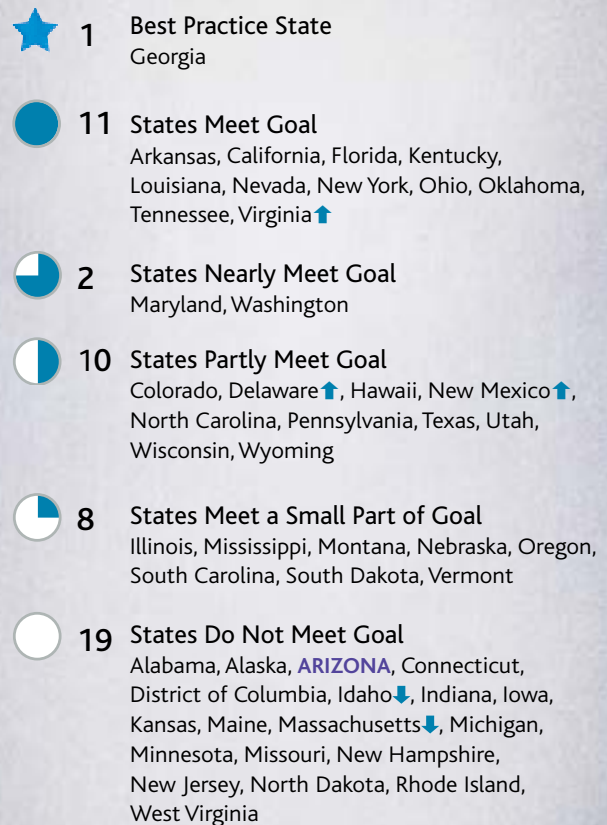 1 Best Practice State
Georgia
11 States Meet Goal
Arkansas, California, Florida, Kentucky,
Louisiana, Nevada, New York, Ohio, Oklahoma,
Tennessee, Virginia⬆
2 States Nearly Meet Goal
Maryland, Washington
10 States Partly Meet Goal
Colorado, Delaware⬆, Hawaii, New Mexico⬆,
North Carolina, Pennsylvania, Texas, Utah,
Wisconsin, Wyoming
8 States Meet a Small Part of Goal
Illinois, Mississippi, Montana, Nebraska, Oregon,
South Carolina, South Dakota, Vermont
19 States Do Not Meet Goal
Alabama, Alaska, ARIZONA, Connecticut,
District of Columbia, Idaho⬇, Indiana, Iowa,
Kansas, Maine, Massachusetts⬇, Michigan,
Minnesota, Missouri, New Hampshire,
New Jersey, North Dakota, Rhode Island,
West Virginia